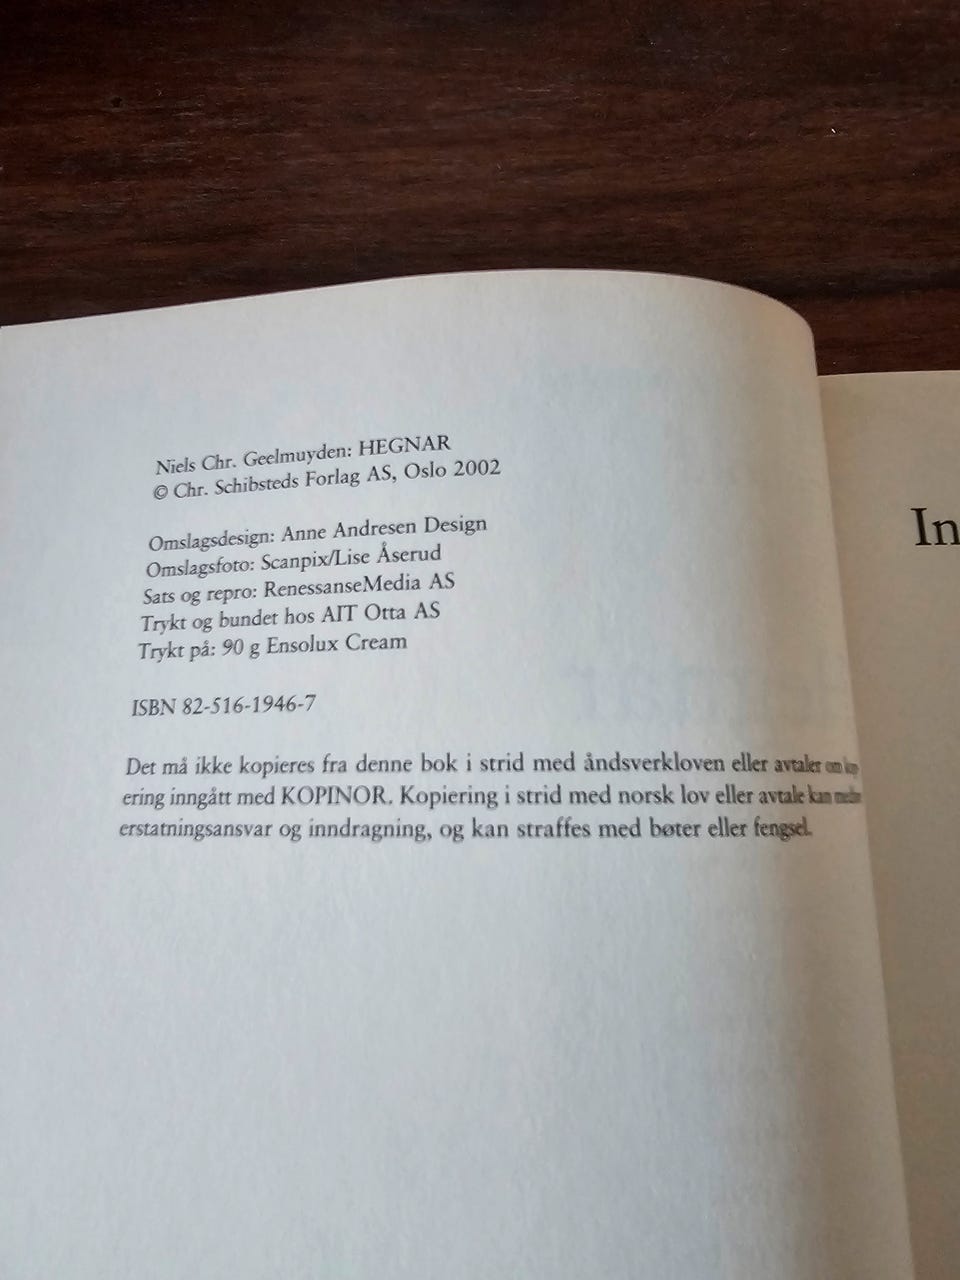 Niels Chr. Geelmuyden: HEGNAR
© Chr. Schibsteds Forlag AS, Oslo 2002
Omslagsdesign: Anne Andresen Design
Omslagsfoto: Scanpix/Lise Åserud
Sats og repro: RenessanseMedia AS
Trykt og bundet hos AIT Otta AS
Trykt på: 90 g Ensolux Cream
ISBN 82-516-1946-7
Det må ikke kopieres fra denne bok i strid med åndsverkloven eller avtaler om
ering inngått med KOPINOR. Kopiering i strid med norsk lov eller avtale kan
erstatningsansvar og inndragning, og kan straffes med bøter eller fengsel.
In